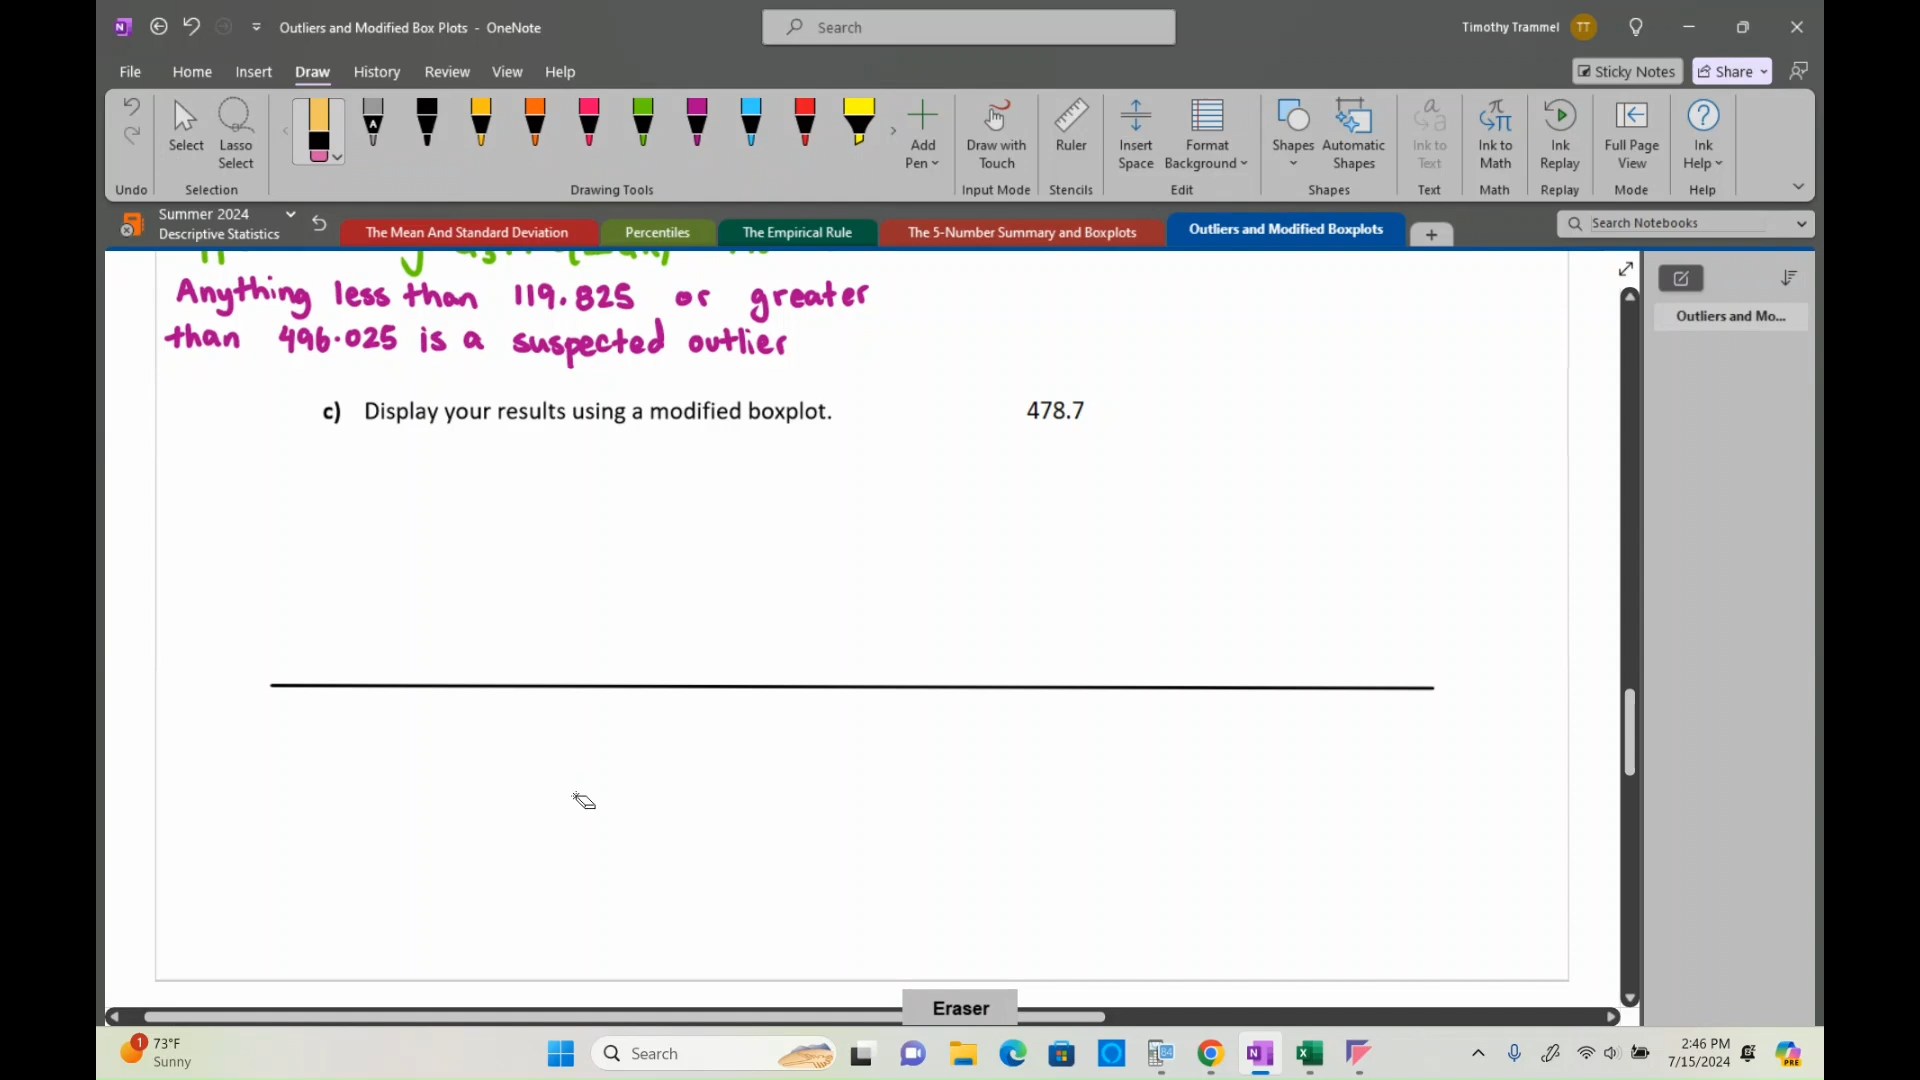 Outliers and Modified Box Plots - OneNote
Search
Timothy Trammel
TT
File Home Insert Draw History Review View Help
Sticky Notes
Share
Add Pen
Undo
Select
Lasso Select
Selection
Drawing Tools
Draw with Touch
Input Mode
Ruler
Stencils
Insert Space
Format Background
Edit
Shapes
Automatic Shapes
Shapes
Ink to Text
Text
Ink to Math
Math
Ink Replay
Replay
Full Page View
Mode
Ink Help
Help
Summer 2024
Descriptive Statistics
The Mean And Standard Deviation
Percentiles
The Empirical Rule
The 5-Number Summary and Boxplots
Outliers and Modified Boxplots
Search Notebooks
Outliers and Mo...
Anything less than 119.825 or greater
than 496.025 is a suspected outlier
c) Display your results using a modified boxplot. 478.7
Eraser
1
73°F
Sunny
Search
84
2:46 PM
7/15/2024
PRE